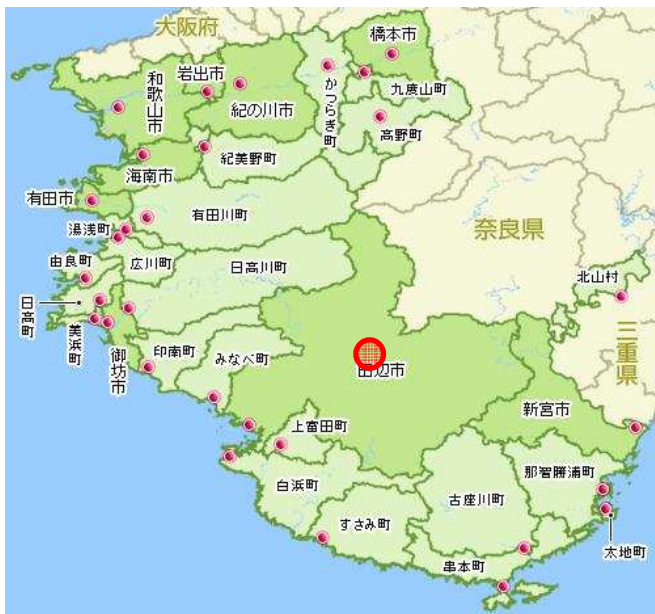 大阪府
橋本市
岩出市
和歌山市
紀の川市
かつらぎ町
九度山町
高野町
紀美野町
海南市
有田市
有田川町
湯浅町
奈良県
由良町
広川町
日高川町
北山村
日高町
美浜町
御坊市
印南町
みなべ町
三重県
田辺市
新宮市
上富田町
那智勝浦町
白浜町
古座川町
すさみ町
太地町
串本町